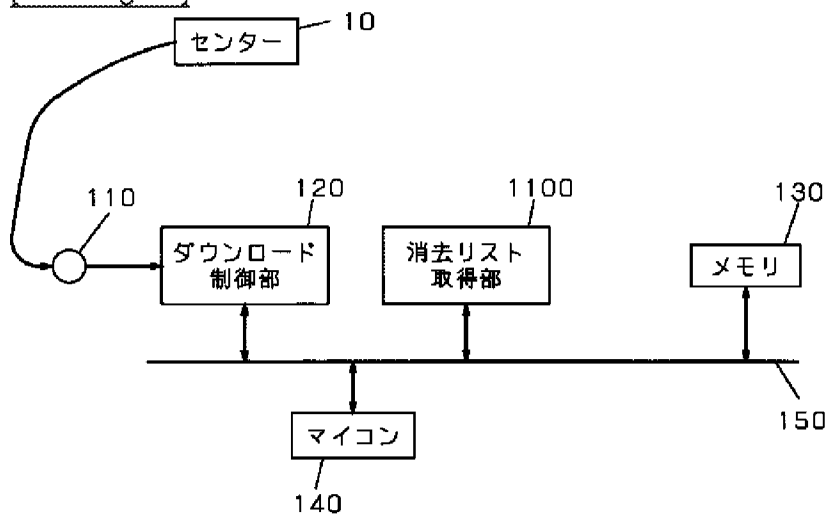 10
センター
110
120
1100
130
ダウンロード
制御部
消去リスト
取得部
メモリ
マイコン
150
140